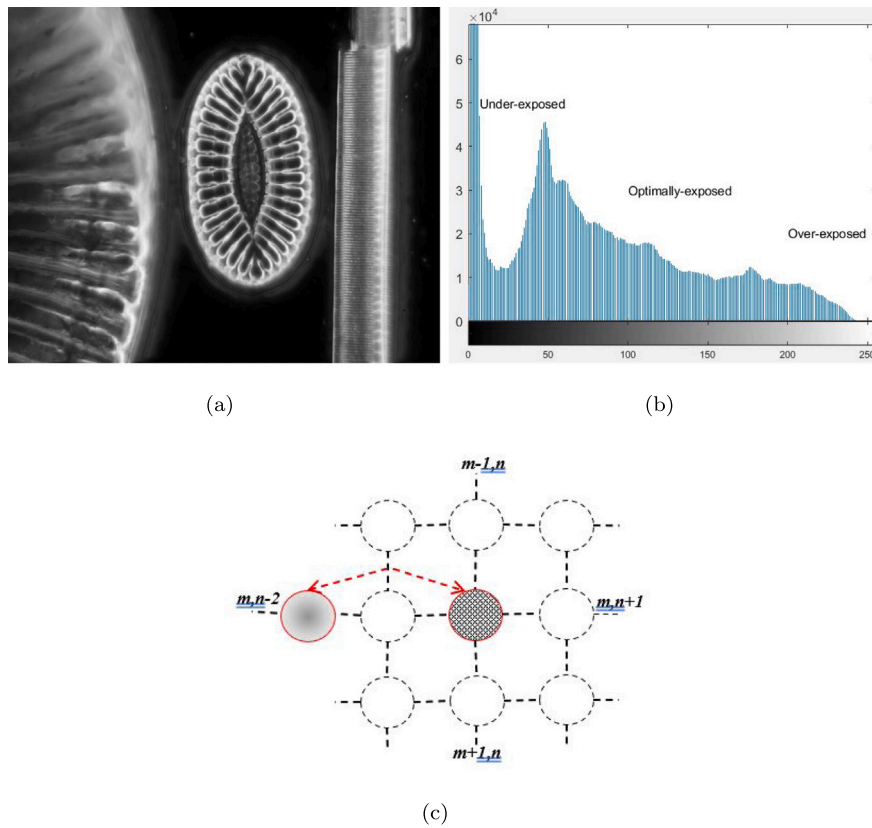 ×10⁴
6
5
4
3
2
1
0
Under-exposed
Optimally-exposed
Over-exposed
0 50 100 150 200 250
(a) (b)
m-1,n
m,n-2
m,n+1
m+1,n
(c)